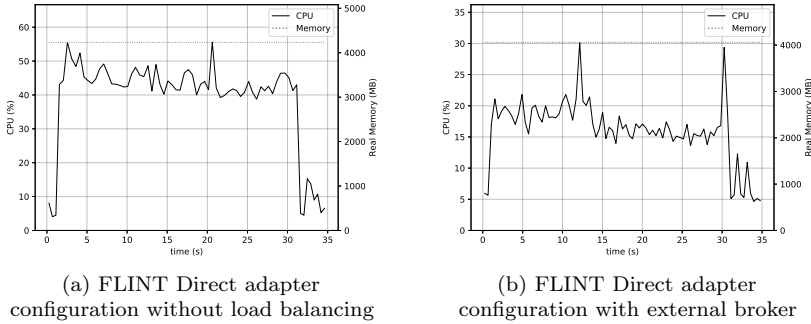 CPU
Memory
CPU (%)
60
50
40
30
20
10
0
5000
4000
3000
2000
1000
0
Real Memory (MB)
0 5 10 15 20 25 30 35
time (s)
(a) FLINT Direct adapter
configuration without load balancing
CPU
Memory
CPU (%)
35
30
25
20
15
10
5
0
4000
3000
2000
1000
0
Real Memory (MB)
0 5 10 15 20 25 30 35
time (s)
(b) FLINT Direct adapter
configuration with external broker